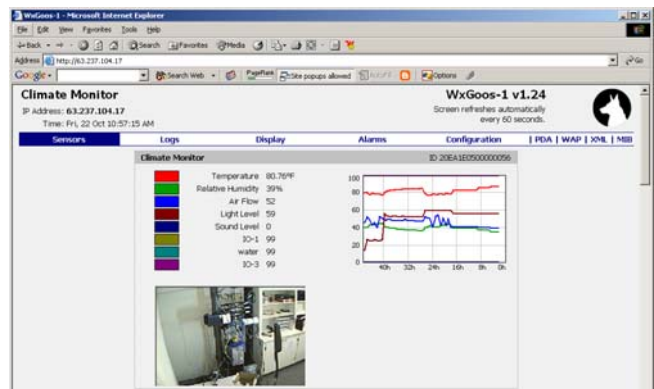 WxGoos-1 - Microsoft Internet Explorer
File Edit View Favorites Tools Help
Back Search Favorites Media
Address http://63.237.104.17 Go
Google Search Web PageRank Site popups allowed Options
Climate Monitor
WxGoos-1 v1.24
IP Address: 63.237.104.17
Screen refreshes automatically
Time: Fri, 22 Oct 10:57:15 AM
every 60 seconds.
Sensors Logs Display Alarms Configuration | PDA | WAP | XML | MIB
Climate Monitor ID 20EA1E0500000056
Temperature 80.76°F
Relative Humidity 39%
Air Flow 52
Light Level 59
Sound Level 0
IO-1 99
water 99
IO-3 99
100
80
60
40
20
0
40h 32h 24h 16h 8h 0h